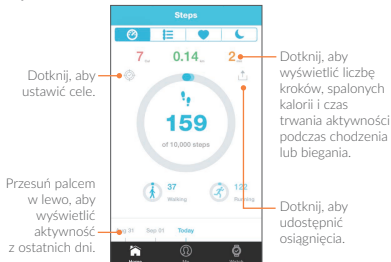 Steps
7
0.14
2
Dotknij, aby
ustawić cele.
Dotknij, aby
wyświetlić liczbę
kroków, spalonych
kalorii i czas
trwania aktywności
podczas chodzenia
lub biegania.
159
of 10,000 steps
37
Walking
122
Running
Przesuń palcem
w lewo, aby
wyświetlić
aktywność
z ostatnich dni.
Dotknij, aby
udostępnić
osiągnięcia.
31
Sep 01
Today
Home
Me